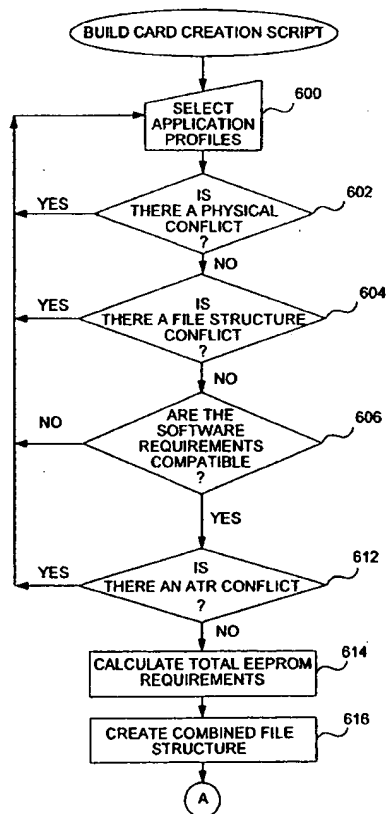 BUILD CARD CREATION SCRIPT
600
SELECT
APPLICATION
PROFILES
602
IS
THERE A PHYSICAL
CONFLICT
?
YES
NO
604
IS
THERE A FILE STRUCTURE
CONFLICT
?
YES
NO
606
ARE THE
SOFTWARE
REQUIREMENTS
COMPATIBLE
?
NO
YES
612
IS
THERE AN ATR CONFLICT
?
YES
NO
614
CALCULATE TOTAL EEPROM
REQUIREMENTS
616
CREATE COMBINED FILE
STRUCTURE
A